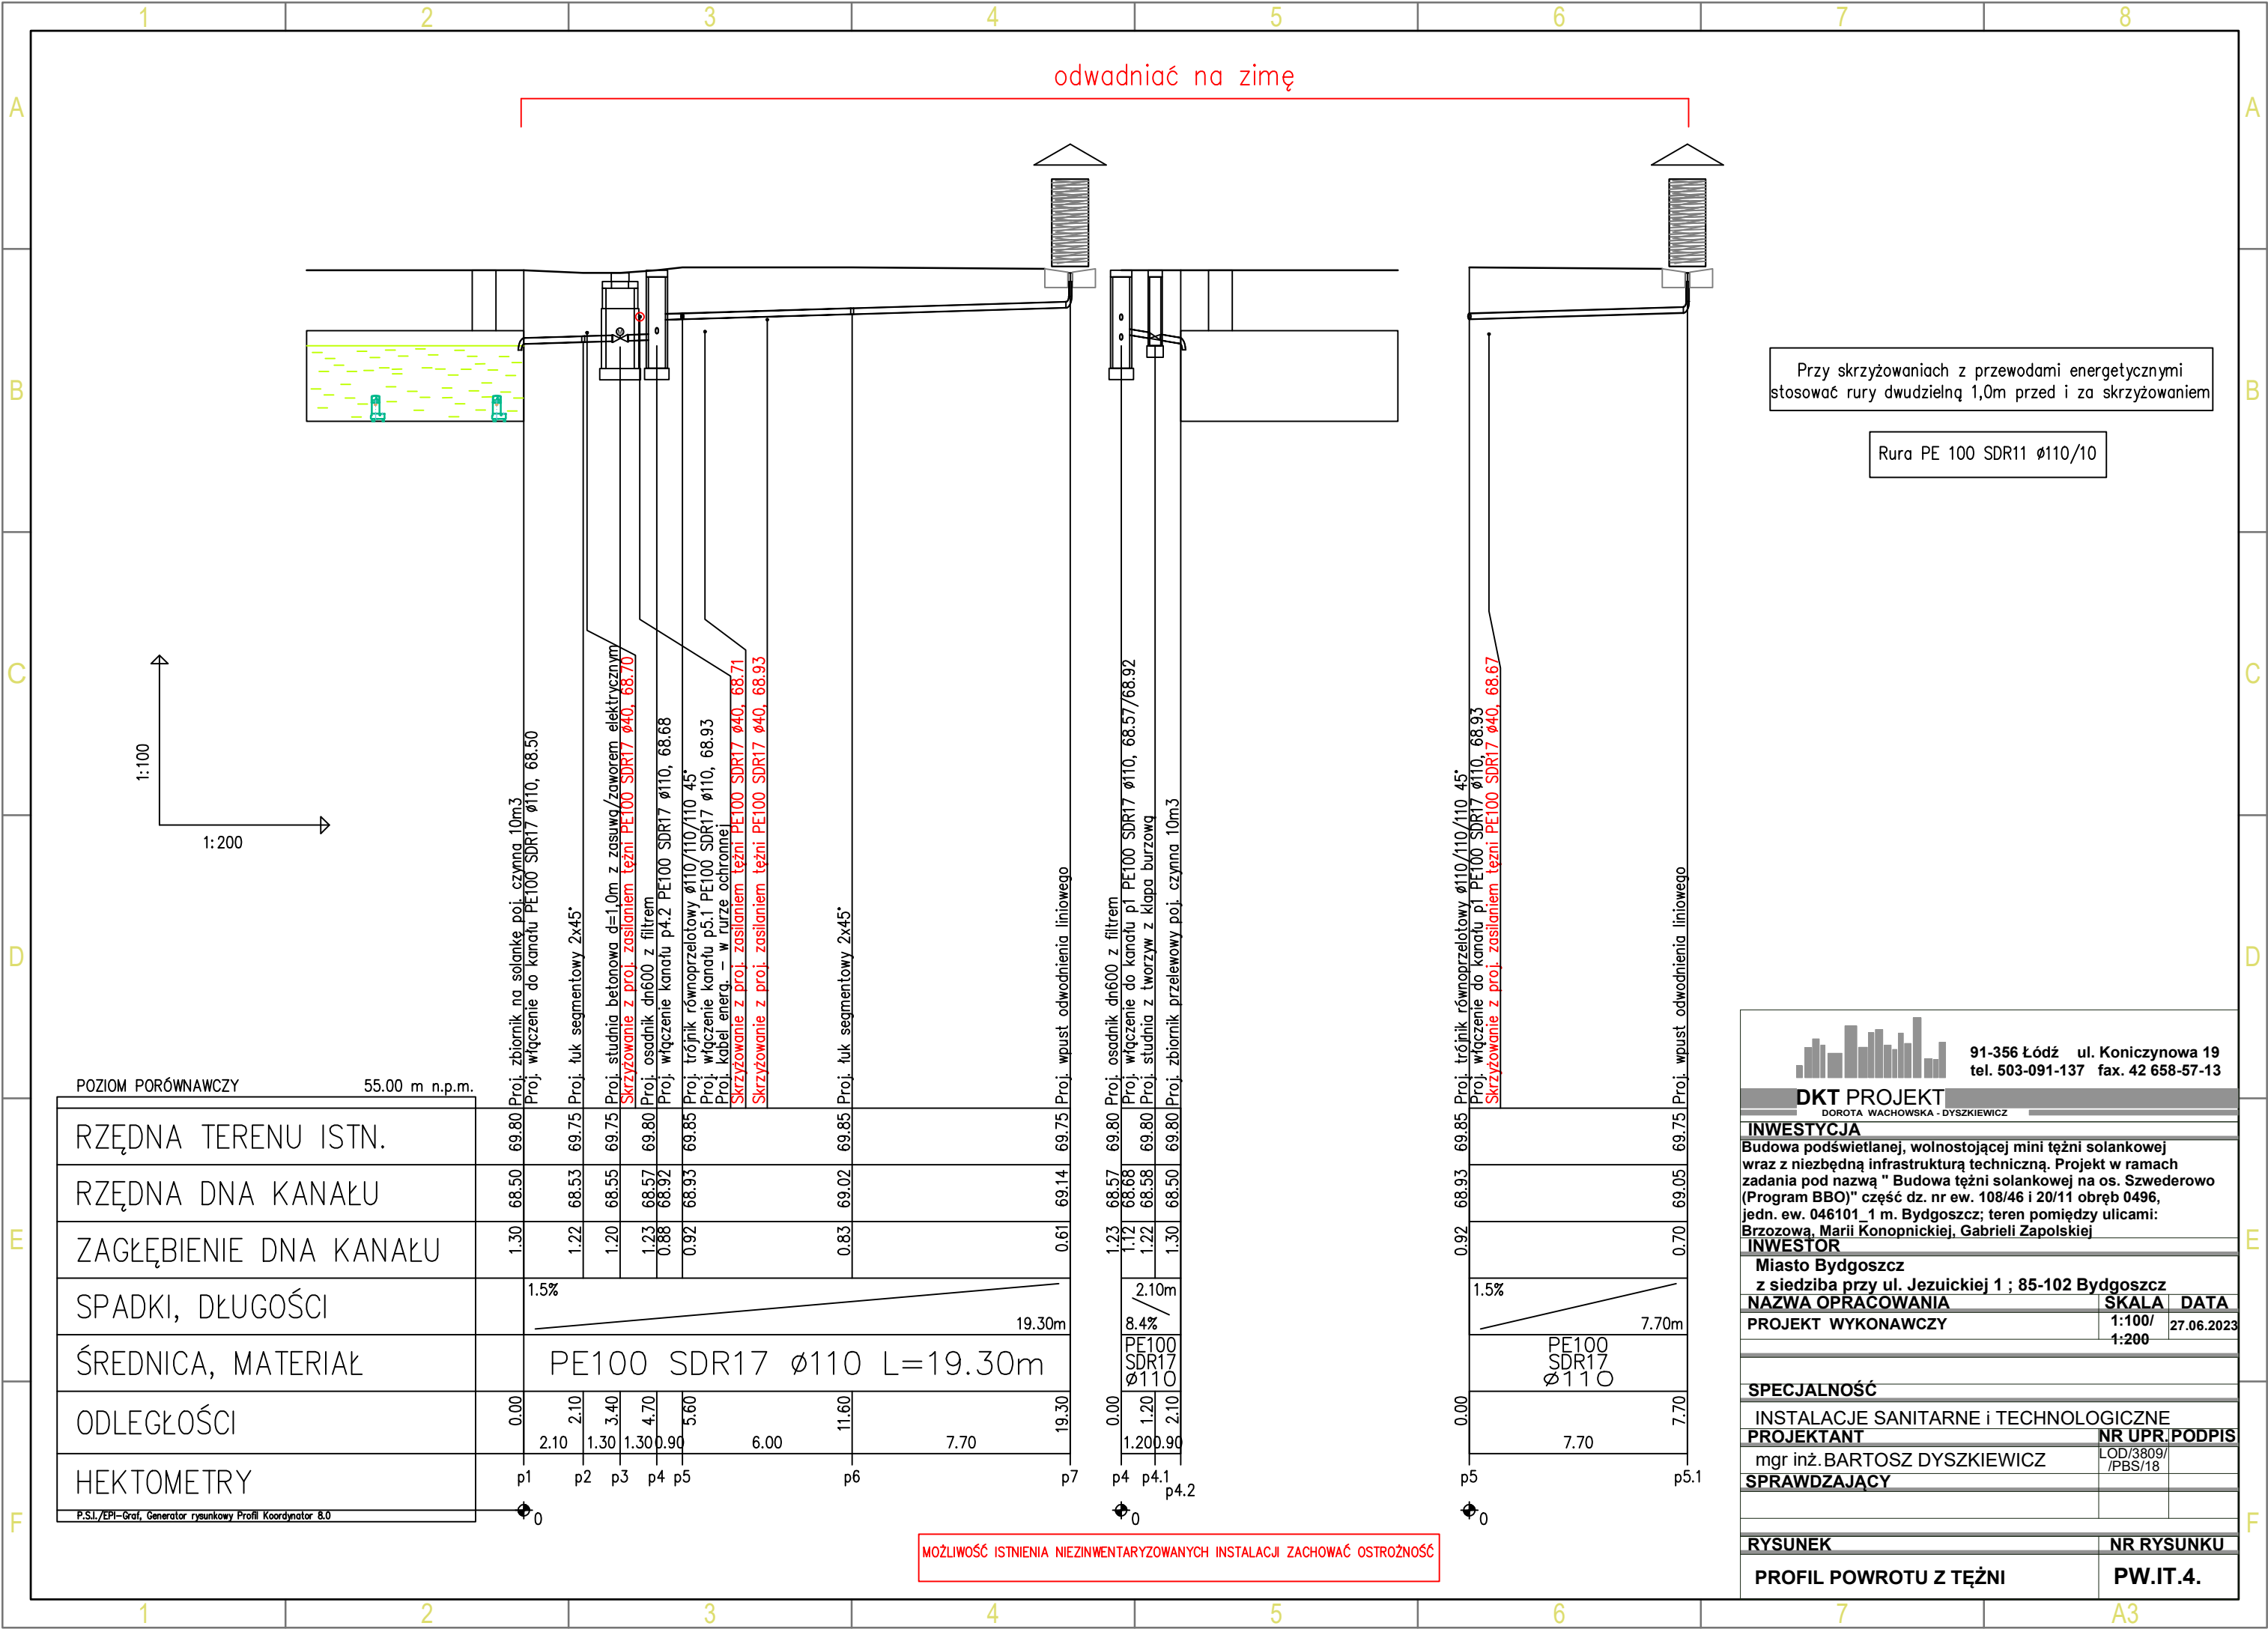 1 2 3 4 5 6 7 8
A A
B B
C C
D D
E E
F F
odwadniać na zimę
Przy skrzyżowaniach z przewodami energetycznymi
stosować rury dwudzielną 1,0m przed i za skrzyżowaniem
Rura PE 100 SDR11 ø110/10
1:100
1:200
Proj. zbiornik na solankę poj. czynna 10m3
Proj. włączenie do kanału PE100 SDR17 ø110, 68.50
Proj. łuk segmentowy 2x45°
Proj. studnia betonowa d=1,0m z zasuwą/zaworem elektrycznym
Skrzyżowanie z proj. zasilaniem tężni PE100 SDR17 ø40, 68.70
Proj. osadnik dn600 z filtrem
Proj. włączenie kanału p4.2 PE100 SDR17 ø110, 68.68
Proj. trójnik równoprzelotowy ø110/110/110 45°
Proj. włączenie kanału p5.1 PE100 SDR17 ø110, 68.93
Proj. kabel energ. – w rurze ochronnej
Skrzyżowanie z proj. zasilaniem tężni PE100 SDR17 ø40, 68.71
Skrzyżowanie z proj. zasilaniem tężni PE100 SDR17 ø40, 68.93
Proj. łuk segmentowy 2x45°
Proj. wpust odwodnienia liniowego
Proj. osadnik dn600 z filtrem
Proj. włączenie do kanału p1 PE100 SDR17 ø110, 68.57/68.92
Proj. studnia z tworzyw z klapa burzową
Proj. zbiornik przelewowy poj. czynna 10m3
Proj. trójnik równoprzelotowy ø110/110/110 45°
Proj. włączenie do kanału p1 PE100 SDR17 ø110, 68.93
Skrzyżowanie z proj. zasilaniem tężni PE100 SDR17 ø40, 68.67
Proj. wpust odwodnienia liniowego
POZIOM PORÓWNAWCZY 55.00 m n.p.m.
RZĘDNA TERENU ISTN. 69.80 69.75 69.75 69.80 69.85 69.85 69.75 69.80 69.80 69.80 69.85 69.75
RZĘDNA DNA KANAŁU 68.50 68.53 68.55 68.57 68.92 68.93 69.02 69.14 68.57 68.68 68.58 68.50 68.93 69.05
ZAGŁĘBIENIE DNA KANAŁU 1.30 1.22 1.20 1.23 0.88 0.92 0.83 0.61 1.23 1.12 1.22 1.30 0.92 0.70
SPADKI, DŁUGOŚCI 1.5% 19.30m 2.10m 8.4% 1.5% 7.70m
ŚREDNICA, MATERIAŁ PE100 SDR17 ø110 L=19.30m
PE100
SDR17
ø110
PE100
SDR17
ø110
ODLEGŁOŚCI 0.00 2.10 3.40 4.70 5.60 11.60 19.30 0.00 1.20 2.10 0.00 7.70
2.10 1.30 1.30 0.90 6.00 7.70 1.20 0.90 7.70
HEKTOMETRY p1 p2 p3 p4 p5 p6 p7 p4 p4.1 p4.2 p5 p5.1
P.S.I./EPI–Graf, Generator rysunkowy Profil Koordynator 8.0
0 0 0
MOŻLIWOŚĆ ISTNIENIA NIEZINWENTARYZOWANYCH INSTALACJI ZACHOWAĆ OSTROŻNOŚĆ
91-356 Łódź ul. Koniczynowa 19
tel. 503-091-137 fax. 42 658-57-13
DKT PROJEKT
DOROTA WACHOWSKA - DYSZKIEWICZ
INWESTYCJA
Budowa podświetlanej, wolnostojącej mini tężni solankowej
wraz z niezbędną infrastrukturą techniczną. Projekt w ramach
zadania pod nazwą " Budowa tężni solankowej na os. Szwederowo
(Program BBO)" część dz. nr ew. 108/46 i 20/11 obręb 0496,
jedn. ew. 046101_1 m. Bydgoszcz; teren pomiędzy ulicami:
Brzozową, Marii Konopnickiej, Gabrieli Zapolskiej
INWESTOR
Miasto Bydgoszcz
z siedziba przy ul. Jezuickiej 1 ; 85-102 Bydgoszcz
NAZWA OPRACOWANIA SKALA DATA
PROJEKT WYKONAWCZY 1:100/ 1:200 27.06.2023
SPECJALNOŚĆ
INSTALACJE SANITARNE i TECHNOLOGICZNE
PROJEKTANT NR UPR. PODPIS
mgr inż. BARTOSZ DYSZKIEWICZ LOD/3809/ /PBS/18
SPRAWDZAJĄCY
RYSUNEK NR RYSUNKU
PROFIL POWROTU Z TĘŻNI PW.IT.4.
1 2 3 4 5 6 7 A3